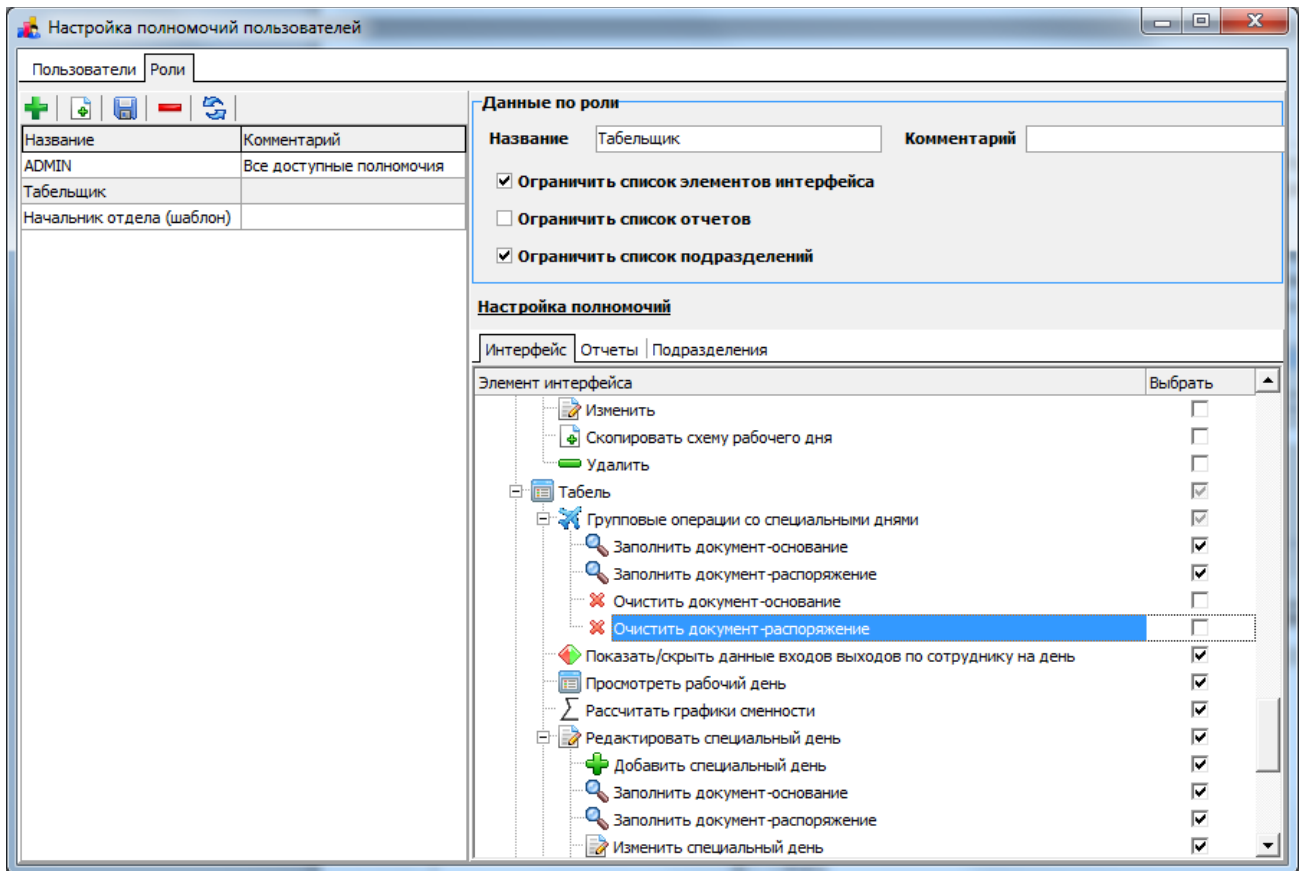 Настройка полномочий пользователей
Пользователи Роли
Название Комментарий
ADMIN Все доступные полномочия
Табельщик
Начальник отдела (шаблон)
Данные по роли
Название Табельщик Комментарий
Ограничить список элементов интерфейса
Ограничить список отчетов
Ограничить список подразделений
Настройка полномочий
Интерфейс Отчеты Подразделения
Элемент интерфейса Выбрать
Изменить
Скопировать схему рабочего дня
Удалить
Табель
Групповые операции со специальными днями
Заполнить документ-основание
Заполнить документ-распоряжение
Очистить документ-основание
Очистить документ-распоряжение
Показать/скрыть данные входов выходов по сотруднику на день
Просмотреть рабочий день
Рассчитать графики сменности
Редактировать специальный день
Добавить специальный день
Заполнить документ-основание
Заполнить документ-распоряжение
Изменить специальный день